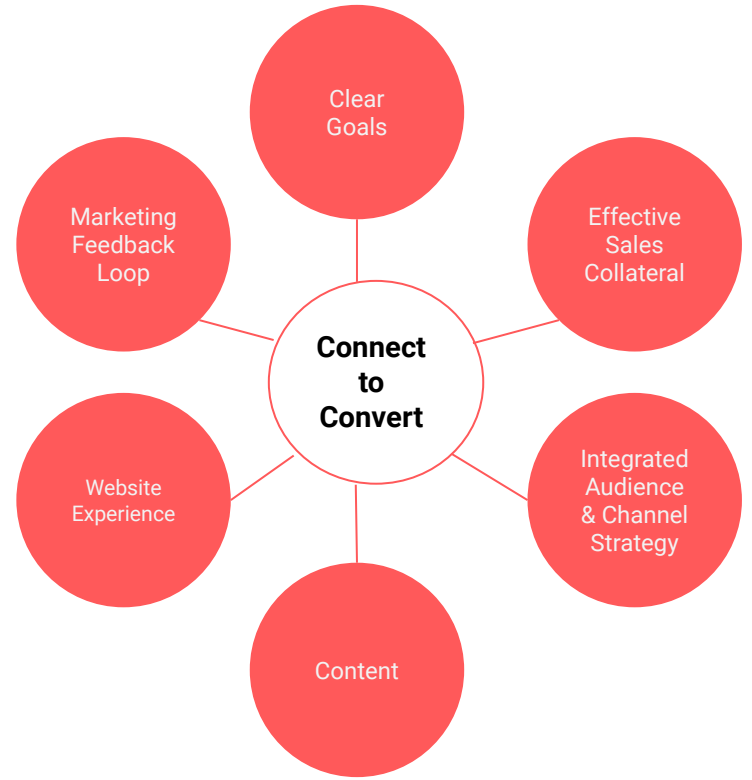 Clear
Goals
Marketing
Feedback
Loop
Effective
Sales
Collateral
Connect
to
Convert
Website
Experience
Integrated
Audience
& Channel
Strategy
Content